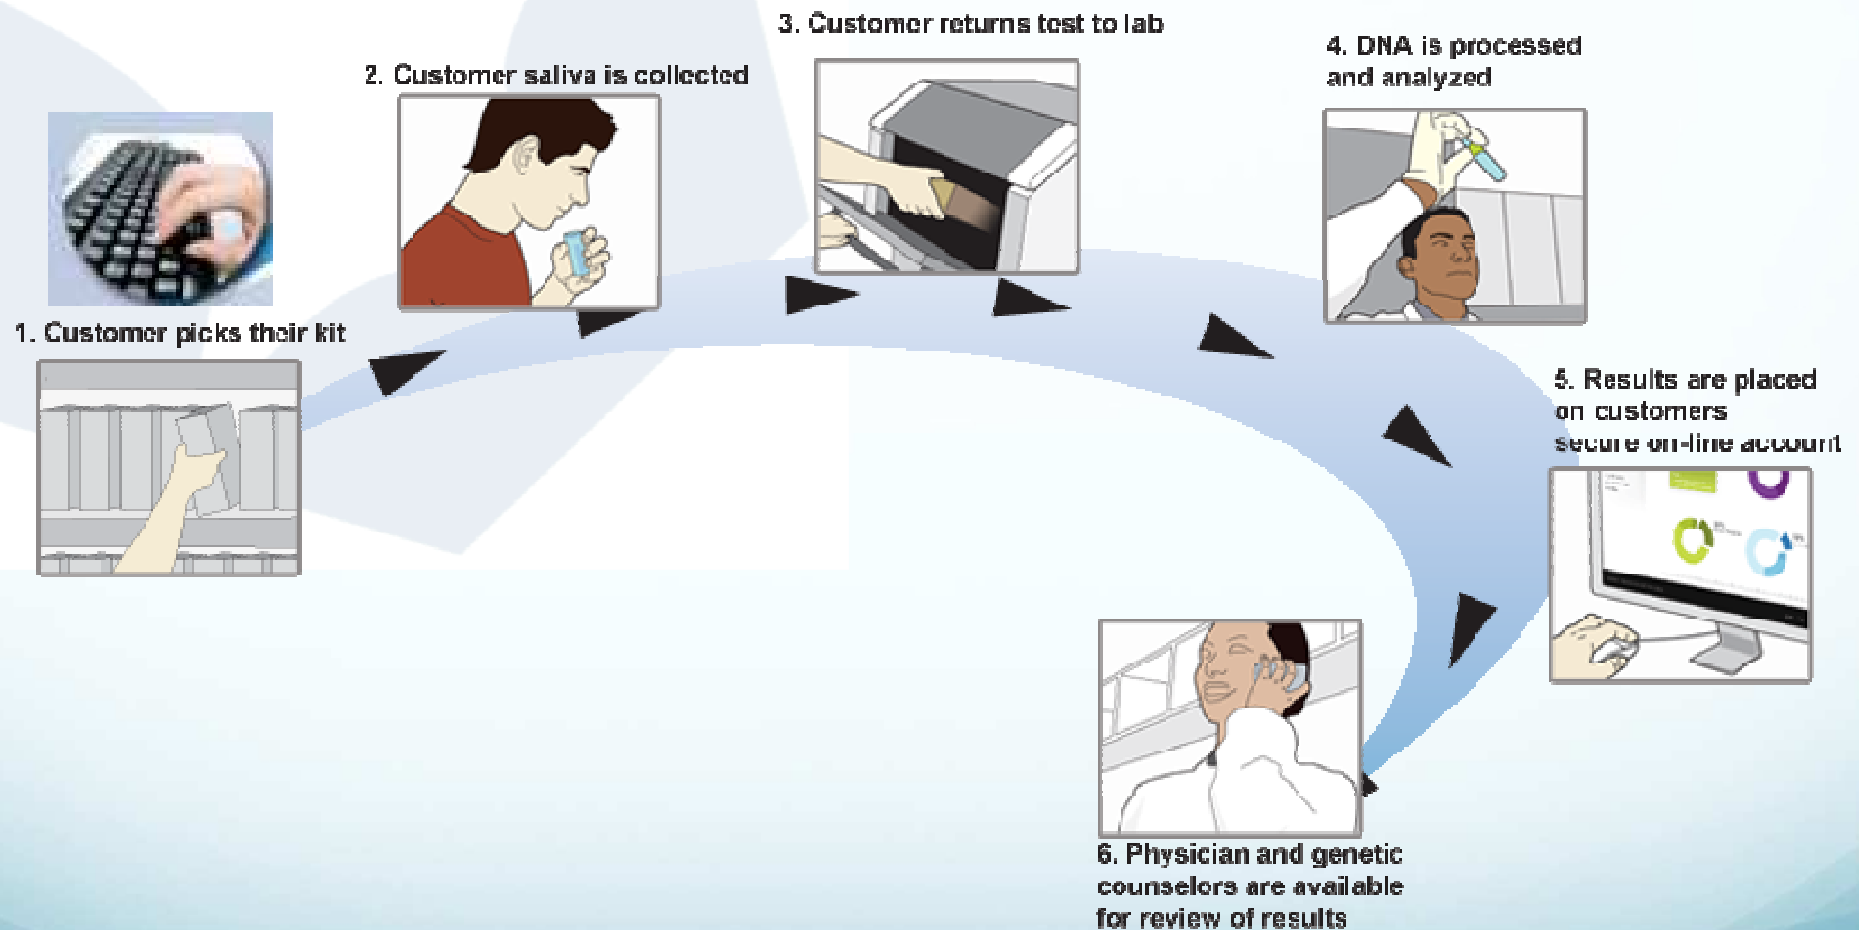 1. Customer picks their kit
2. Customer saliva is collected
3. Customer returns test to lab
4. DNA is processed
and analyzed
5. Results are placed
on customers
secure on-line account
6. Physician and genetic
counselors are available
for review of results